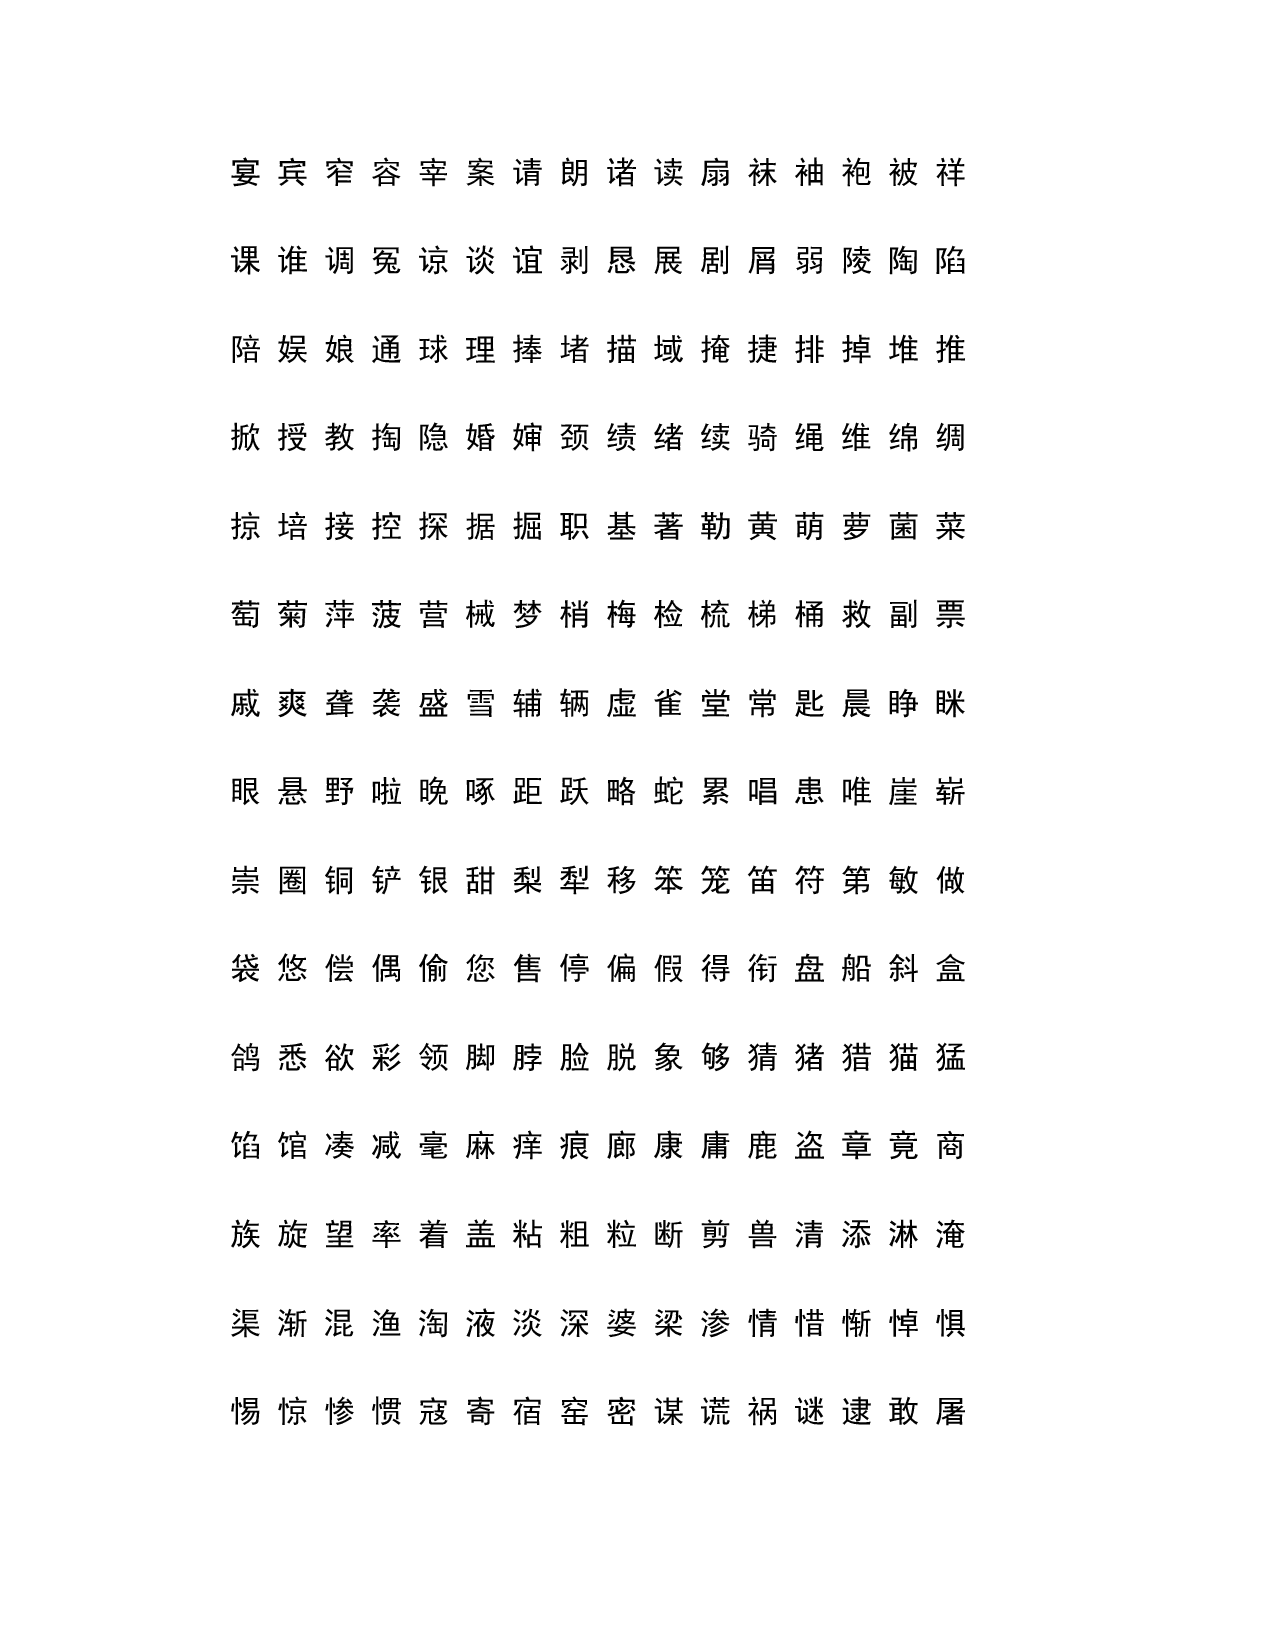 宴 宾 窄 容 宰 案 请 朗 诸 读 扇 袜 袖 袍 被 祥
课 谁 调 冤 谅 谈 谊 剥 恳 展 剧 屑 弱 陵 陶 陷
陪 娱 娘 通 球 理 捧 堵 描 域 掩 捷 排 掉 堆 推
掀 授 教 掏 隐 婚 婶 颈 绩 绪 续 骑 绳 维 绵 绸
掠 培 接 控 探 据 掘 职 基 著 勒 黄 萌 萝 菌 菜
萄 菊 萍 菠 营 械 梦 梢 梅 检 梳 梯 桶 救 副 票
戚 爽 聋 袭 盛 雪 辅 辆 虚 雀 堂 常 匙 晨 睁 眯
眼 悬 野 啦 晚 啄 距 跃 略 蛇 累 唱 患 唯 崖 崭
崇 圈 铜 铲 银 甜 梨 犁 移 笨 笼 笛 符 第 敏 做
袋 悠 偿 偶 偷 您 售 停 偏 假 得 衔 盘 船 斜 盒
鸽 悉 欲 彩 领 脚 脖 脸 脱 象 够 猜 猪 猎 猫 猛
馅 馆 凑 减 毫 麻 痒 痕 廊 康 庸 鹿 盗 章 竟 商
族 旋 望 率 着 盖 粘 粗 粒 断 剪 兽 清 添 淋 淹
渠 渐 混 渔 淘 液 淡 深 婆 梁 渗 情 惜 惭 悼 惧
惕 惊 惨 惯 寇 寄 宿 窑 密 谋 谎 祸 谜 逮 敢 屠